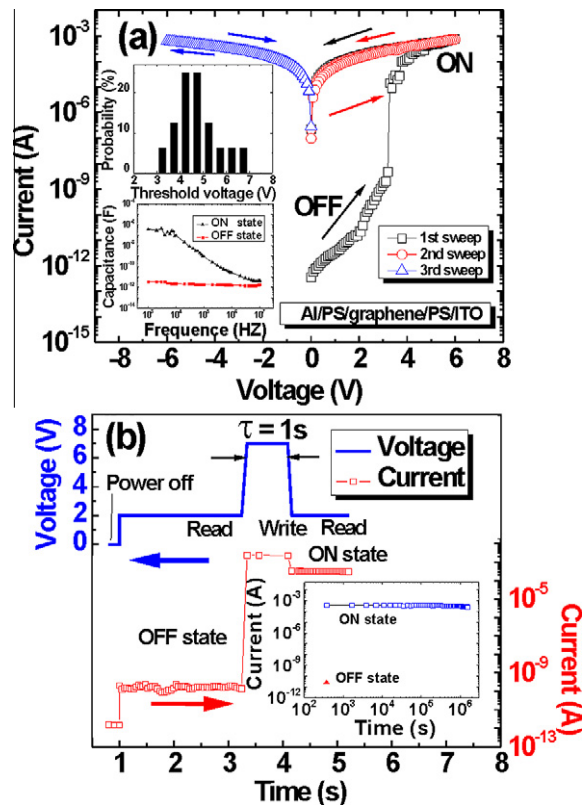 (a)
ON
OFF
Current (A)
10^-3
10^-6
10^-9
10^-12
10^-15
-8 -6 -4 -2 0 2 4 6 8
Voltage (V)
1st sweep
2nd sweep
3rd sweep
Al/PS/graphene/PS/ITO
Probability (%)
20
10
0
2 3 4 5 6 7 8
Threshold voltage (V)
Capacitance (F)
ON state
OFF state
Frequence (HZ)
(b)
τ = 1s
Voltage
Current
Power off
Read Write Read
ON state
OFF state
Voltage (V)
8
6
4
2
0
Current (A)
10^-5
10^-9
10^-13
1 2 3 4 5 6 7 8
Time (s)
Current (A)
10^-3
10^-6
10^-9
10^-12
ON state
OFF state
10^2 10^3 10^4 10^5 10^6
Time (s)